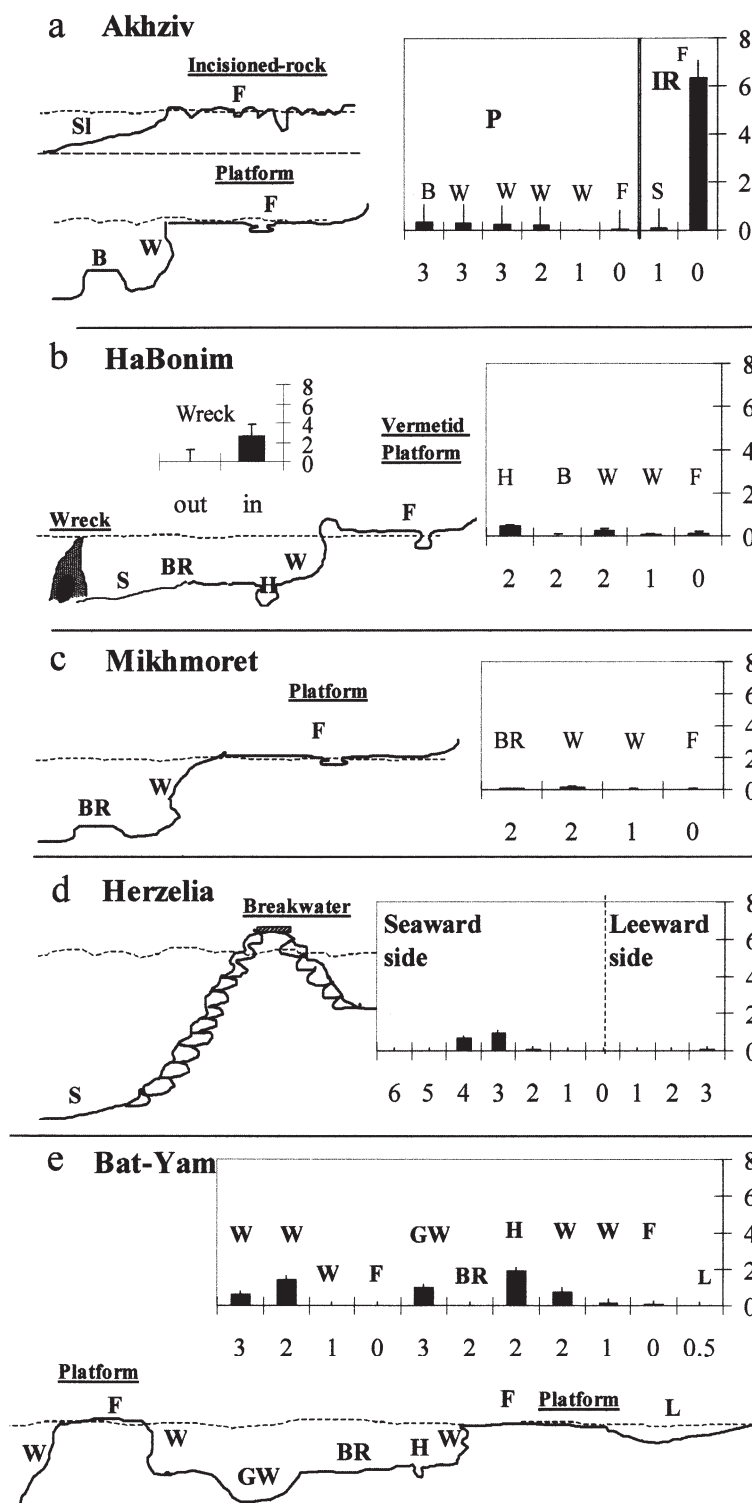 a Akhziv
Incisioned-rock
F
Sl
Platform
F
W
B
P
IR
F
B W W W W F S
8
6
4
2
0
3 3 3 2 1 0 1 0
b HaBonim
Wreck
8
6
4
2
0
out in
Vermetid
Platform
F
Wreck
S BR H W
H B W W F
8
6
4
2
0
2 2 2 1 0
c Mikhmoret
Platform
F
W
BR
BR W W F
8
6
4
2
0
2 2 1 0
d Herzelia
Breakwater
S
Seaward Leeward
side side
8
6
4
2
0
6 5 4 3 2 1 0 1 2 3
e Bat-Yam
W W W F GW BR H W W F L
8
6
4
2
0
3 2 1 0 3 2 2 2 1 0 0.5
Platform
F
W W GW BR H W
F Platform L